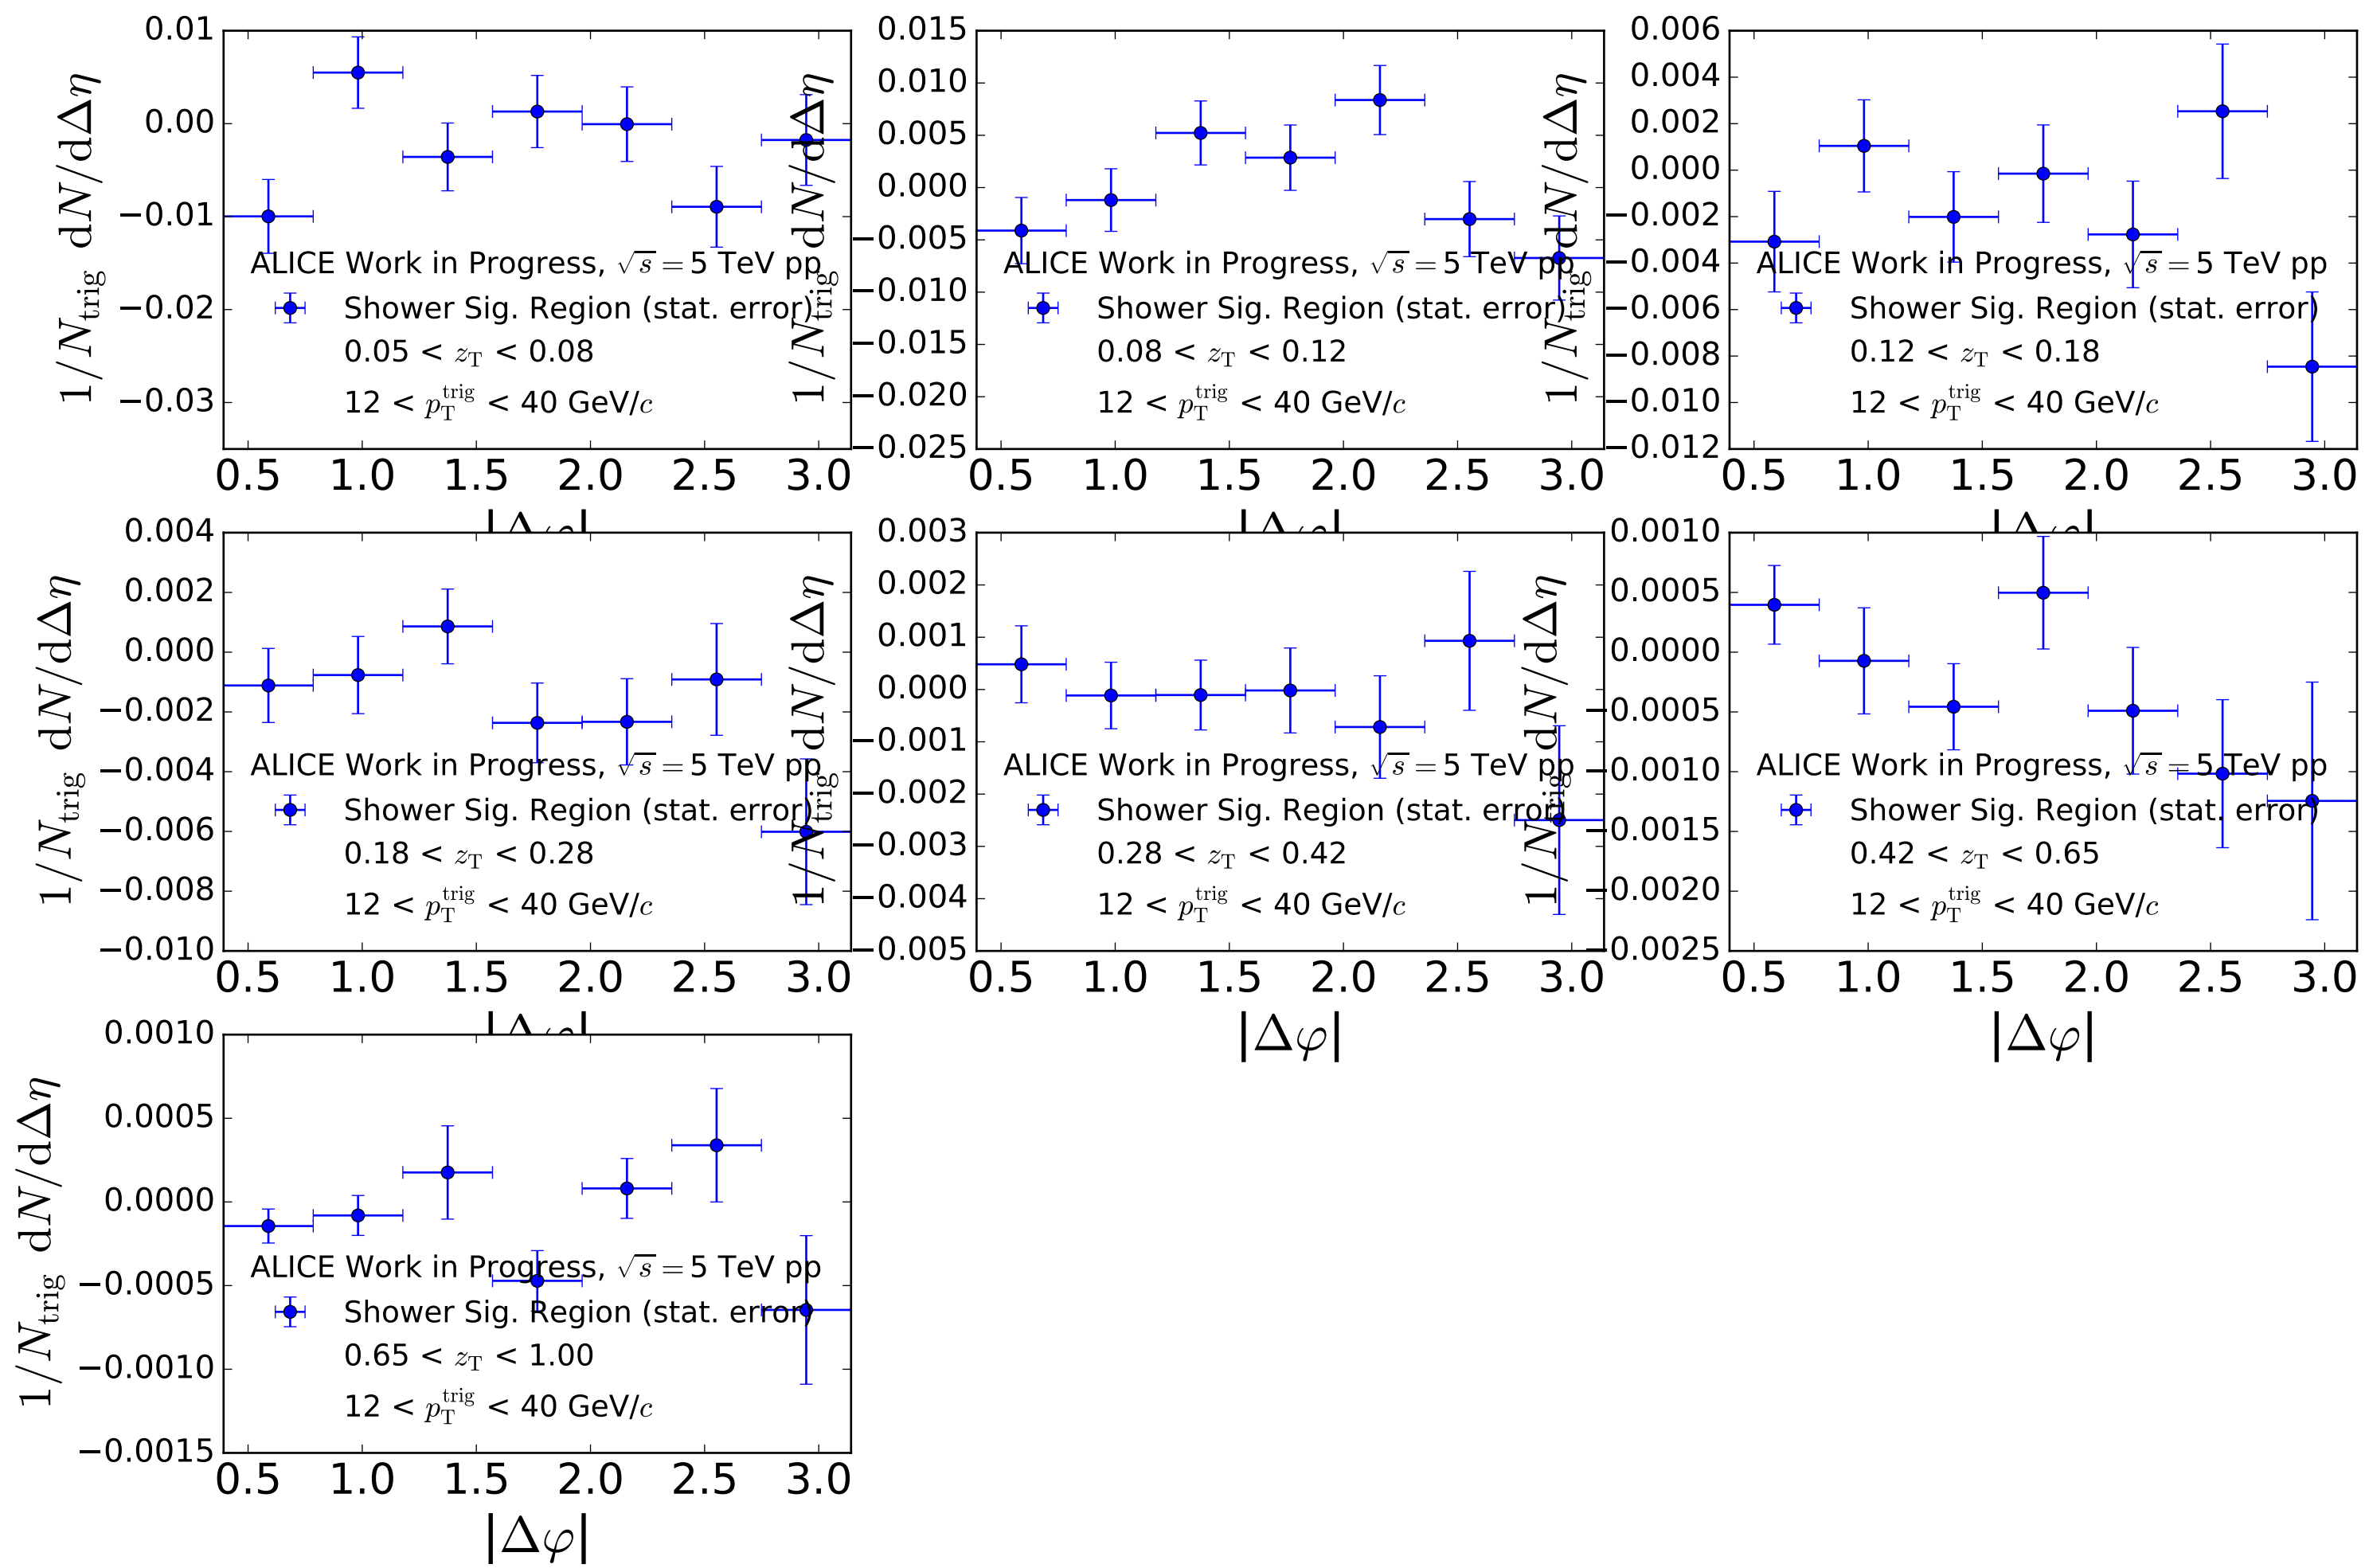 0.01
0.00
−0.01
−0.02
−0.03
1/N_trig dN/dΔη
ALICE Work in Progress, √s = 5 TeV pp
Shower Sig. Region (stat. error)
0.05 < z_T < 0.08
12 < p_T^trig < 40 GeV/c
0.5 1.0 1.5 2.0 2.5 3.0
|Δφ|
0.015
0.010
0.005
0.000
−0.005
−0.010
−0.015
−0.020
−0.025
1/N_trig dN/dΔη
ALICE Work in Progress, √s = 5 TeV pp
Shower Sig. Region (stat. error)
0.08 < z_T < 0.12
12 < p_T^trig < 40 GeV/c
0.5 1.0 1.5 2.0 2.5 3.0
|Δφ|
0.006
0.004
0.002
0.000
−0.002
−0.004
−0.006
−0.008
−0.010
−0.012
1/N_trig dN/dΔη
ALICE Work in Progress, √s = 5 TeV pp
Shower Sig. Region (stat. error)
0.12 < z_T < 0.18
12 < p_T^trig < 40 GeV/c
0.5 1.0 1.5 2.0 2.5 3.0
|Δφ|
0.004
0.002
0.000
−0.002
−0.004
−0.006
−0.008
−0.010
1/N_trig dN/dΔη
ALICE Work in Progress, √s = 5 TeV pp
Shower Sig. Region (stat. error)
0.18 < z_T < 0.28
12 < p_T^trig < 40 GeV/c
0.5 1.0 1.5 2.0 2.5 3.0
|Δφ|
0.003
0.002
0.001
0.000
−0.001
−0.002
−0.003
−0.004
−0.005
1/N_trig dN/dΔη
ALICE Work in Progress, √s = 5 TeV pp
Shower Sig. Region (stat. error)
0.28 < z_T < 0.42
12 < p_T^trig < 40 GeV/c
0.5 1.0 1.5 2.0 2.5 3.0
|Δφ|
0.0010
0.0005
0.0000
−0.0005
−0.0010
−0.0015
−0.0020
−0.0025
1/N_trig dN/dΔη
ALICE Work in Progress, √s = 5 TeV pp
Shower Sig. Region (stat. error)
0.42 < z_T < 0.65
12 < p_T^trig < 40 GeV/c
0.5 1.0 1.5 2.0 2.5 3.0
|Δφ|
0.0010
0.0005
0.0000
−0.0005
−0.0010
−0.0015
1/N_trig dN/dΔη
ALICE Work in Progress, √s = 5 TeV pp
Shower Sig. Region (stat. error)
0.65 < z_T < 1.00
12 < p_T^trig < 40 GeV/c
0.5 1.0 1.5 2.0 2.5 3.0
|Δφ|